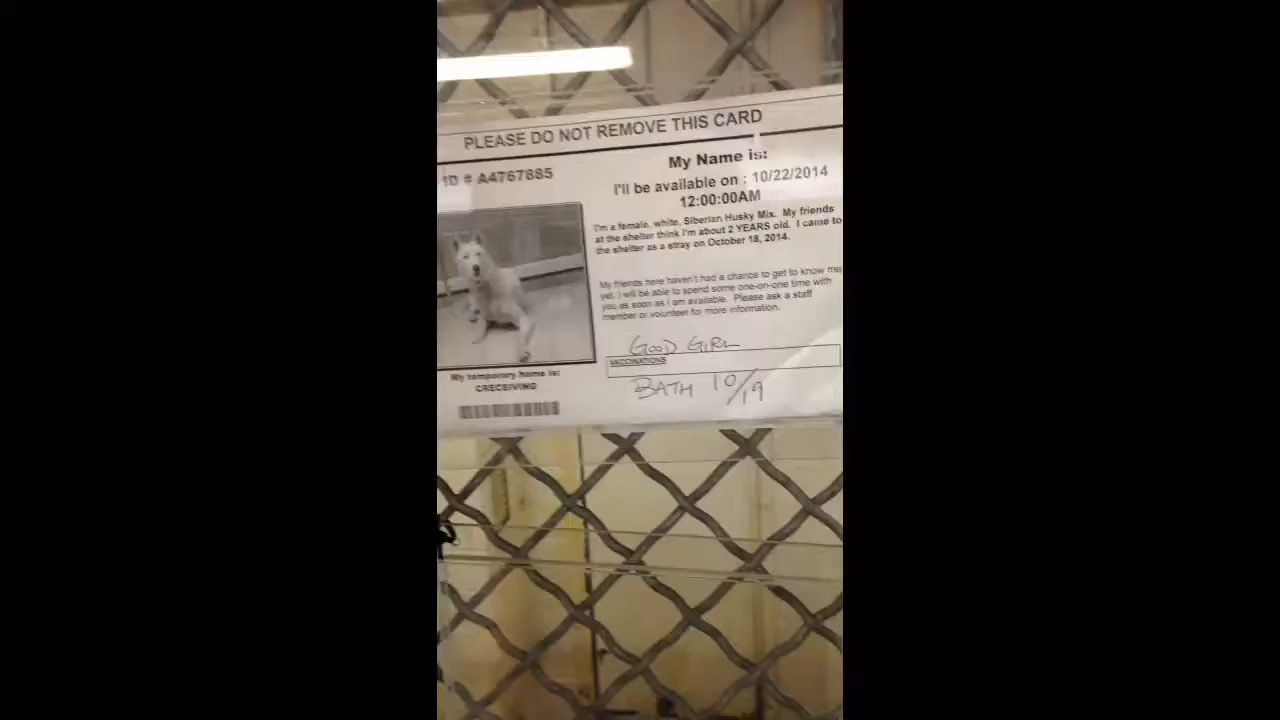 PLEASE DO NOT REMOVE THIS CARD
ID # A4767885
My Name is:
I'll be available on : 10/22/2014
12:00:00AM
I'm a female, white, Siberian Husky Mix. My friends
at the shelter think I'm about 2 YEARS old. I came to
the shelter as a stray on October 18, 2014.
My friends here haven't had a chance to get to know me
yet. I will be able to spend some one-on-one time with
you as soon as I am available. Please ask a staff
member or volunteer for more information.
GOOD GIRL
VACCINATIONS
BATH 10/19
My temporary home is:
CRECEIVING